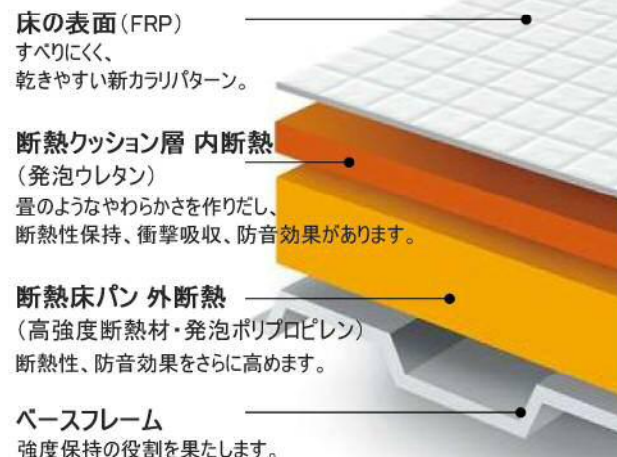 床の表面(FRP)
すべりにくく、
乾きやすい新カラリパターン。
断熱クッション層 内断熱
(発泡ウレタン)
畳のようなやわらかさを作りだし、
断熱性保持、衝撃吸収、防音効果があります。
断熱床パン 外断熱
(高強度断熱材・発泡ポリプロピレン)
断熱性、防音効果をさらに高めます。
ベースフレーム
強度保持の役割を果たします。